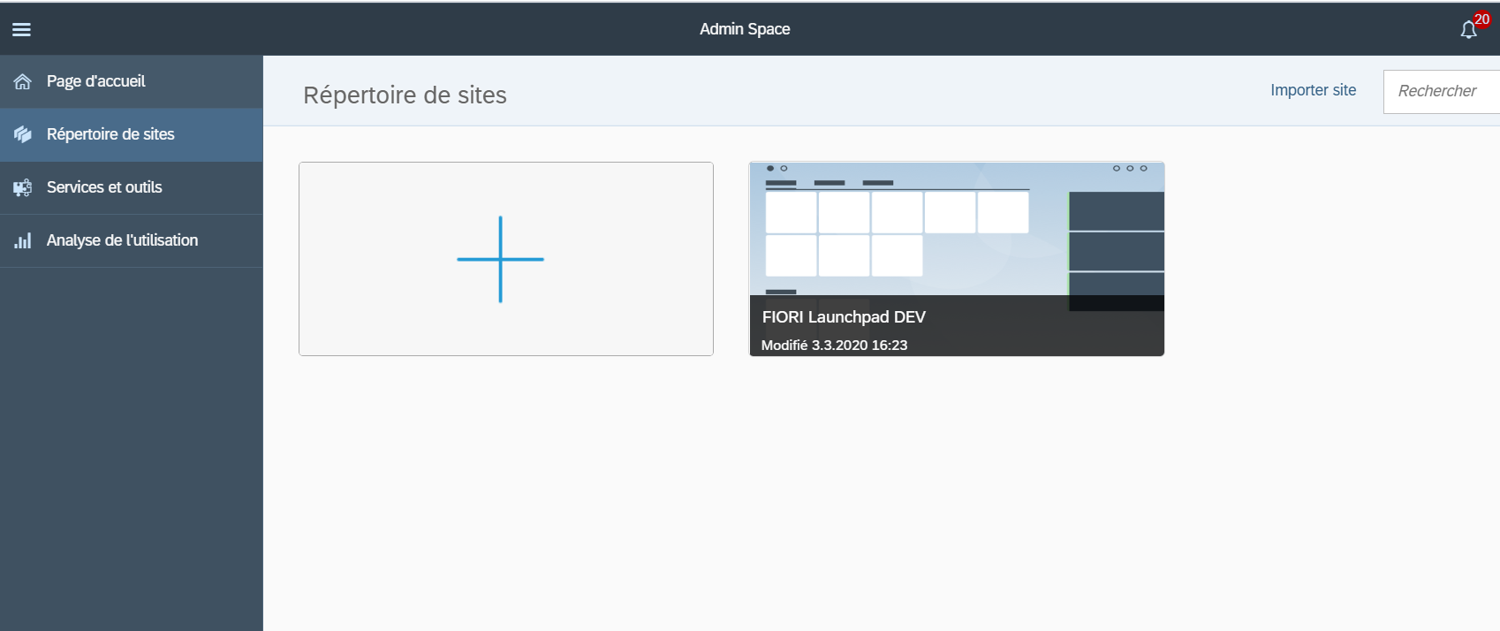 Admin Space
20
Page d'accueil
Répertoire de sites
Services et outils
Analyse de l'utilisation
Répertoire de sites
Importer site
Rechercher
FIORI Launchpad DEV
Modifié 3.3.2020 16:23